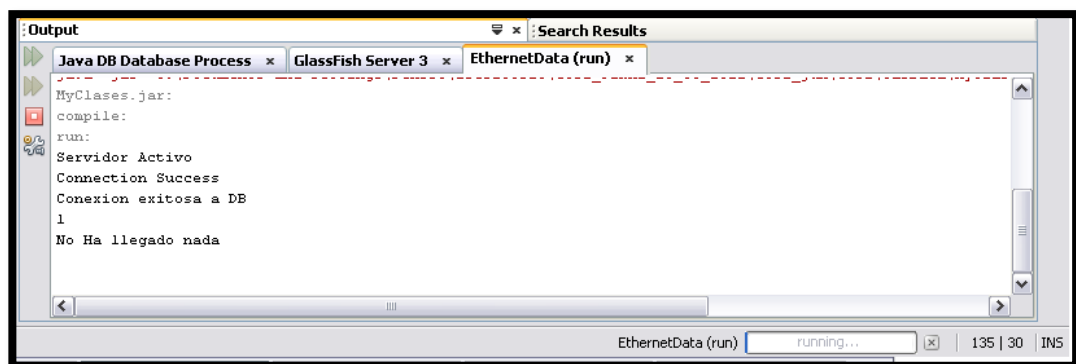 Output Search Results
Java DB Database Process GlassFish Server 3 EthernetData (run)
MyClases.jar:
compile:
run:
Servidor Activo
Connection Success
Conexion exitosa a DB
1
No Ha llegado nada
EthernetData (run) running... 135 | 30 INS